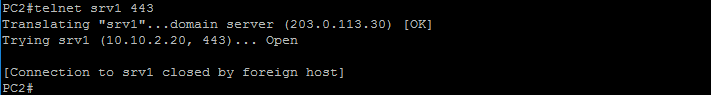 PC2#telnet srv1 443
Translating "srv1"...domain server (203.0.113.30) [OK]
Trying srv1 (10.10.2.20, 443)... Open
[Connection to srv1 closed by foreign host]
PC2#